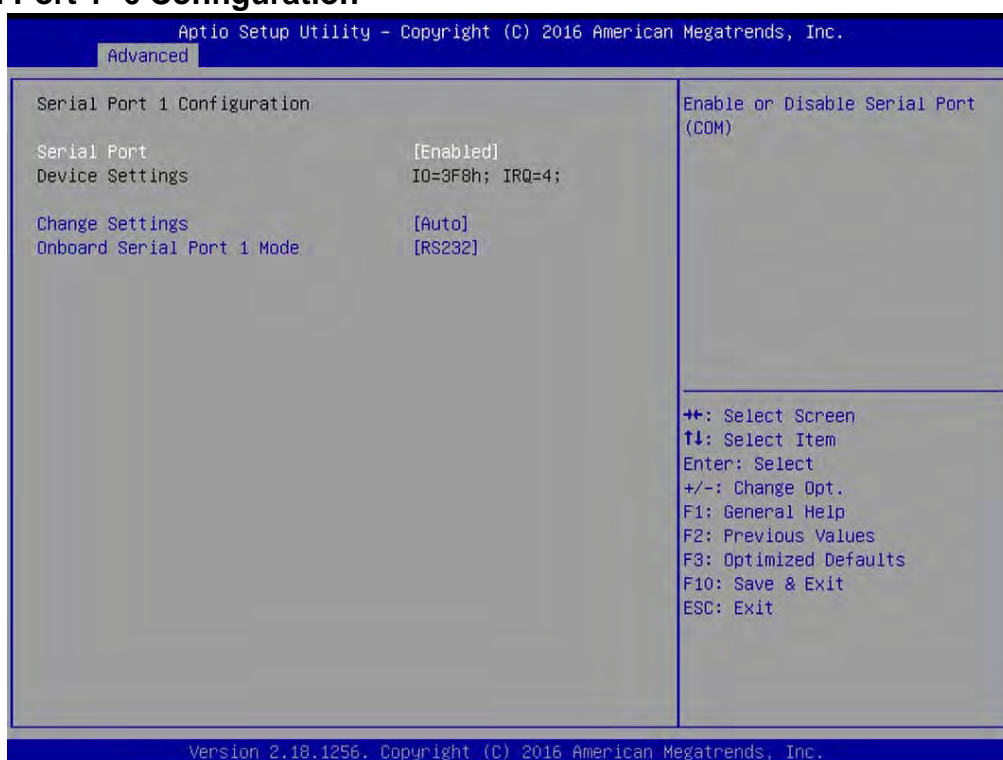 Port 1~6 Configuration
Aptio Setup Utility – Copyright (C) 2016 American Megatrends, Inc.
Advanced
Serial Port 1 Configuration
Serial Port [Enabled]
Device Settings IO=3F8h; IRQ=4;
Change Settings [Auto]
Onboard Serial Port 1 Mode [RS232]
Enable or Disable Serial Port
(COM)
→←: Select Screen
↑↓: Select Item
Enter: Select
+/-: Change Opt.
F1: General Help
F2: Previous Values
F3: Optimized Defaults
F10: Save & Exit
ESC: Exit
Version 2.18.1256. Copyright (C) 2016 American Megatrends, Inc.